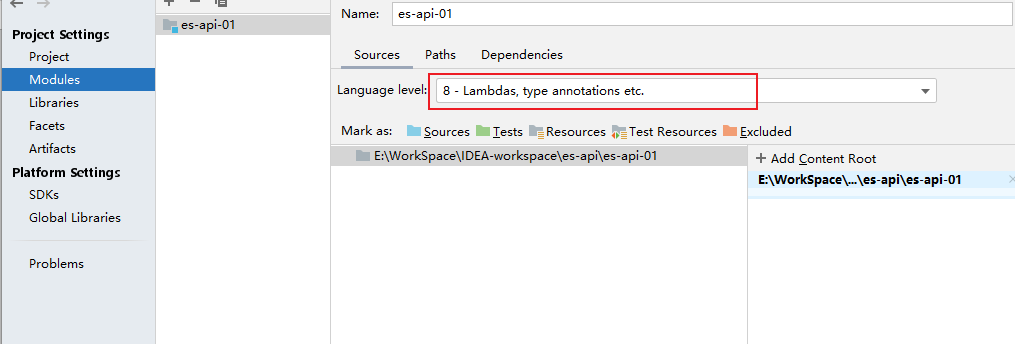 Project Settings
Project
Modules
Libraries
Facets
Artifacts
Platform Settings
SDKs
Global Libraries
Problems
es-api-01
Name: es-api-01
Sources Paths Dependencies
Language level: 8 - Lambdas, type annotations etc.
Mark as: Sources Tests Resources Test Resources Excluded
E:\WorkSpace\IDEA-workspace\es-api\es-api-01
+ Add Content Root
E:\WorkSpace\...\es-api\es-api-01